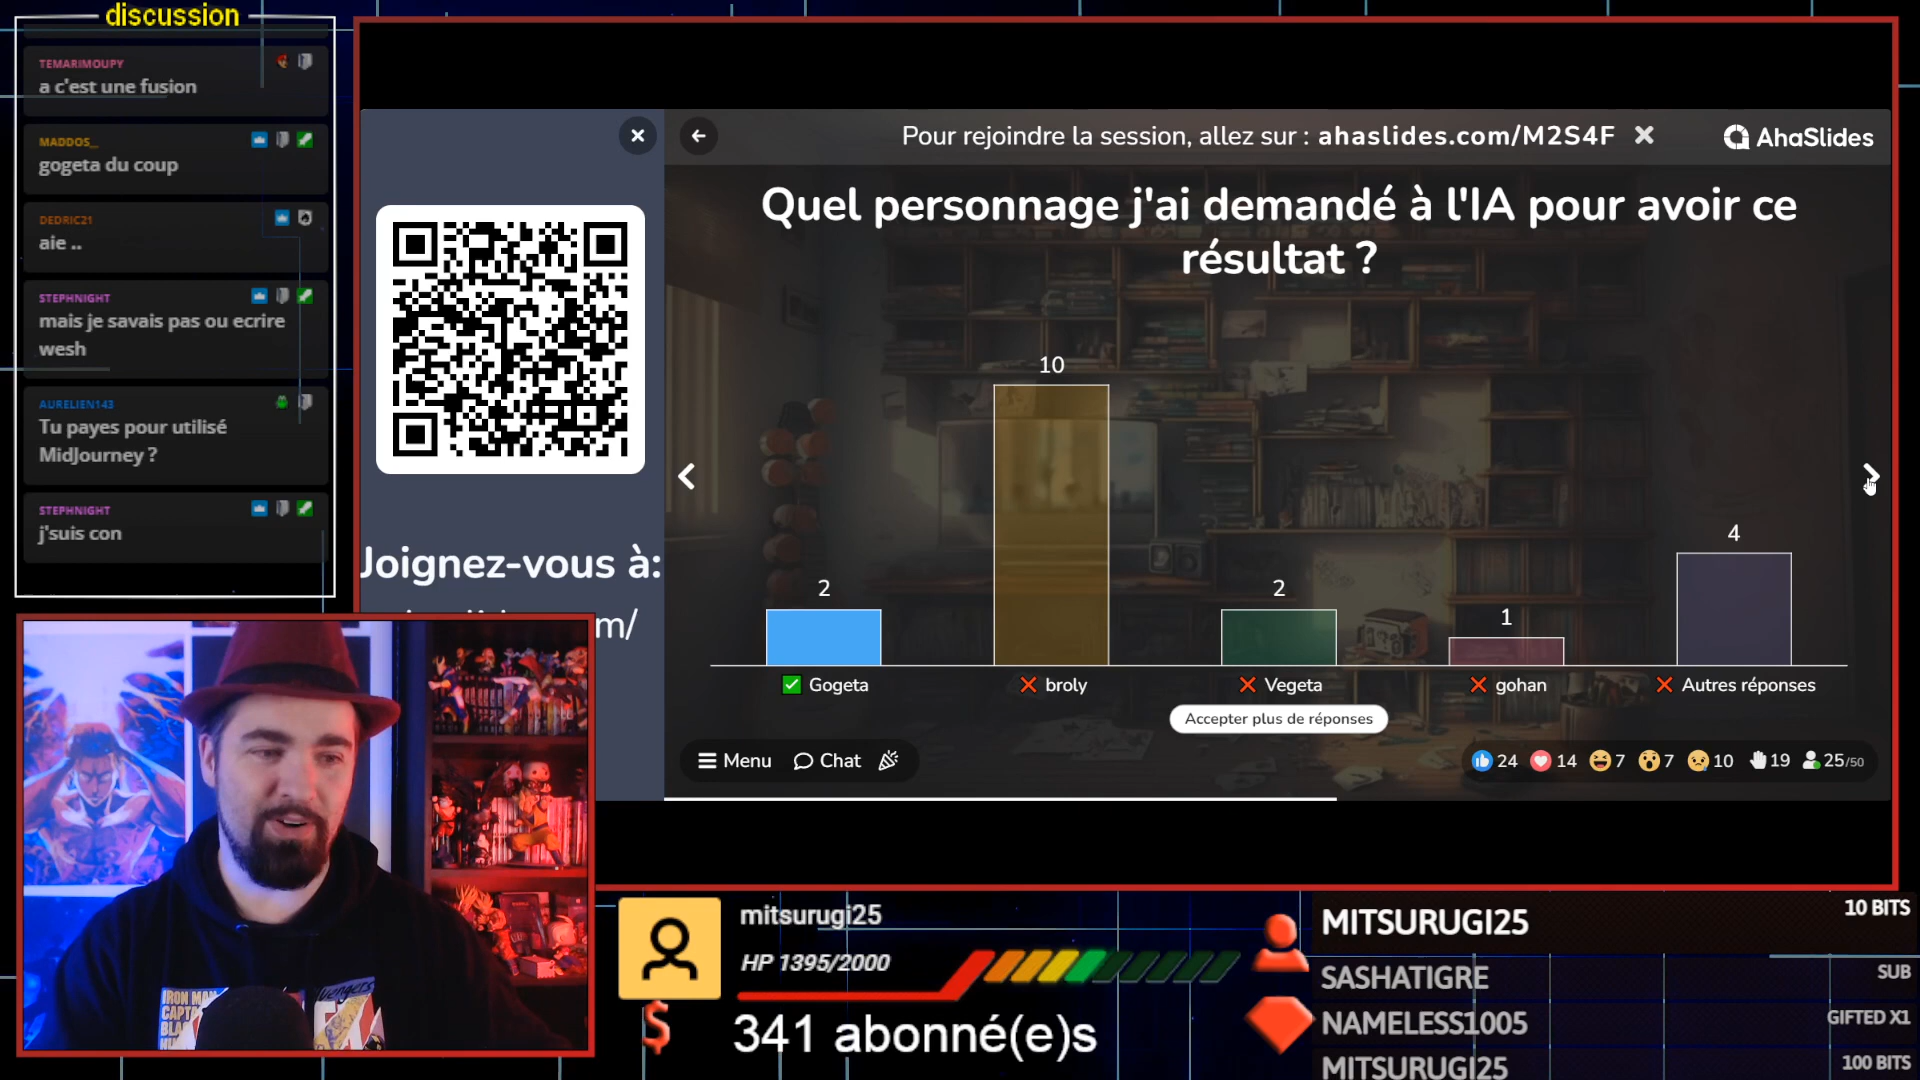 discussion
TEMARIMOUPY
a c'est une fusion
MADDOS_
gogeta du coup
DEDRIC21
aie ..
STEPHNIGHT
mais je savais pas ou ecrire
wesh
AURELIEN143
Tu payes pour utilisé
MidJourney ?
STEPHNIGHT
j'suis con
Pour rejoindre la session, allez sur : ahaslides.com/M2S4F
AhaSlides
Quel personnage j'ai demandé à l'IA pour avoir ce
résultat ?
Joignez-vous à:
m/
2
10
2
1
4
Gogeta
broly
Vegeta
gohan
Autres réponses
Accepter plus de réponses
Menu
Chat
24
14
7
7
10
19
25/50
IRON MAN
Avengers
mitsurugi25
HP 1395/2000
341 abonné(e)s
MITSURUGI25
10 BITS
SASHATIGRE
SUB
NAMELESS1005
GIFTED X1
MITSURUGI25
100 BITS